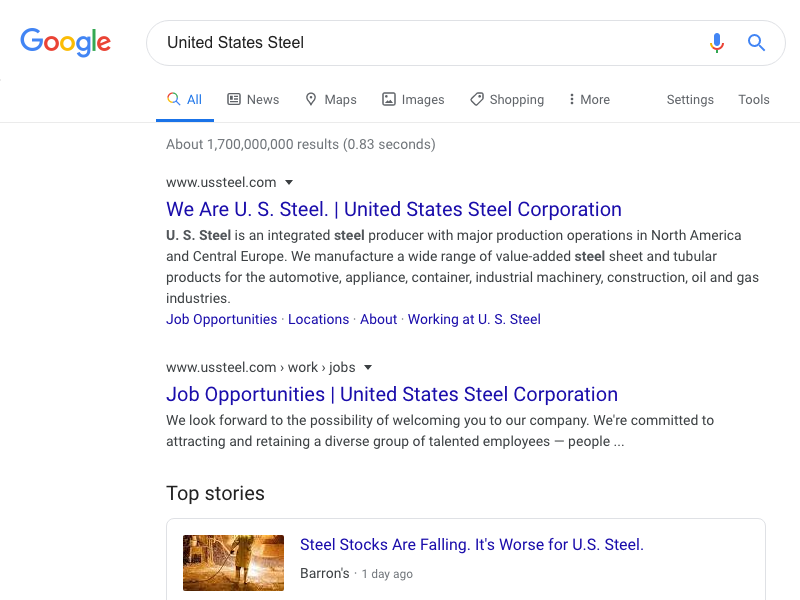 Google
United States Steel
All News Maps Images Shopping More Settings Tools
About 1,700,000,000 results (0.83 seconds)
www.ussteel.com
We Are U. S. Steel. | United States Steel Corporation
U. S. Steel is an integrated steel producer with major production operations in North America
and Central Europe. We manufacture a wide range of value-added steel sheet and tubular
products for the automotive, appliance, container, industrial machinery, construction, oil and gas
industries.
Job Opportunities · Locations · About · Working at U. S. Steel
www.ussteel.com › work › jobs
Job Opportunities | United States Steel Corporation
We look forward to the possibility of welcoming you to our company. We're committed to
attracting and retaining a diverse group of talented employees — people ...
Top stories
Steel Stocks Are Falling. It's Worse for U.S. Steel.
Barron's · 1 day ago